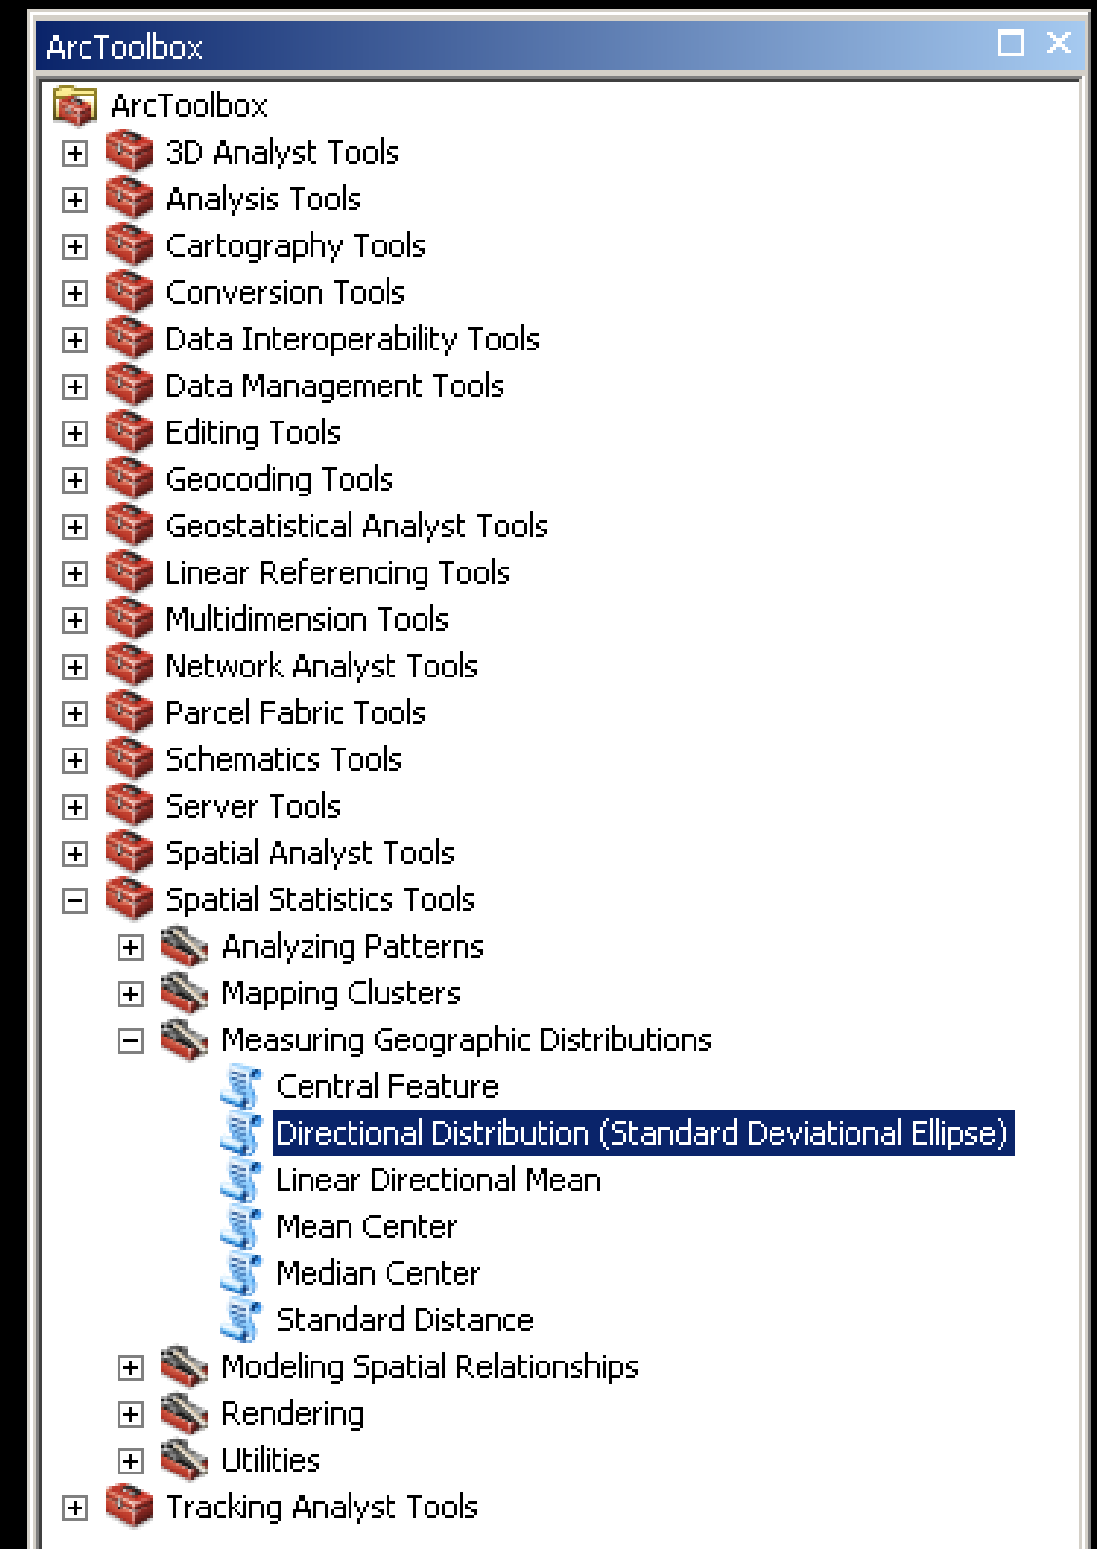 ArcToolbox
ArcToolbox
3D Analyst Tools
Analysis Tools
Cartography Tools
Conversion Tools
Data Interoperability Tools
Data Management Tools
Editing Tools
Geocoding Tools
Geostatistical Analyst Tools
Linear Referencing Tools
Multidimension Tools
Network Analyst Tools
Parcel Fabric Tools
Schematics Tools
Server Tools
Spatial Analyst Tools
Spatial Statistics Tools
Analyzing Patterns
Mapping Clusters
Measuring Geographic Distributions
Central Feature
Directional Distribution (Standard Deviational Ellipse)
Linear Directional Mean
Mean Center
Median Center
Standard Distance
Modeling Spatial Relationships
Rendering
Utilities
Tracking Analyst Tools